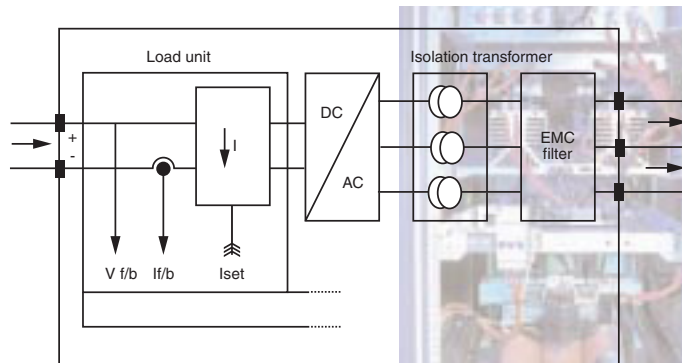 Load unit
Isolation transformer
DC
+
-
I
EMC
filter
AC
V f/b
If/b
Iset